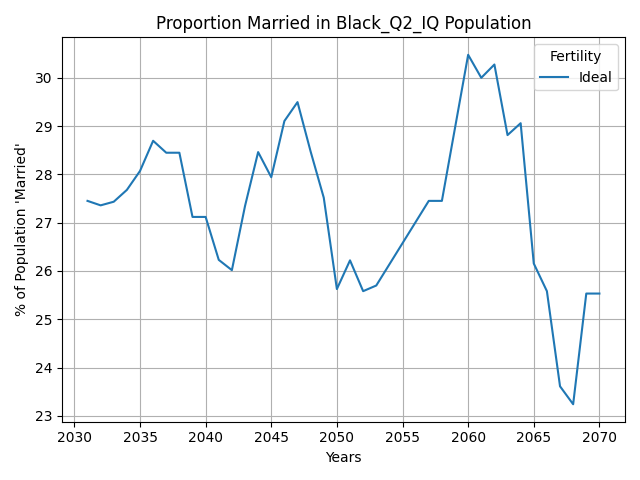 Proportion Married in Black_Q2_IQ Population
Fertility
Ideal
% of Population 'Married'
30
29
28
27
26
25
24
23
2030 2035 2040 2045 2050 2055 2060 2065 2070
Years